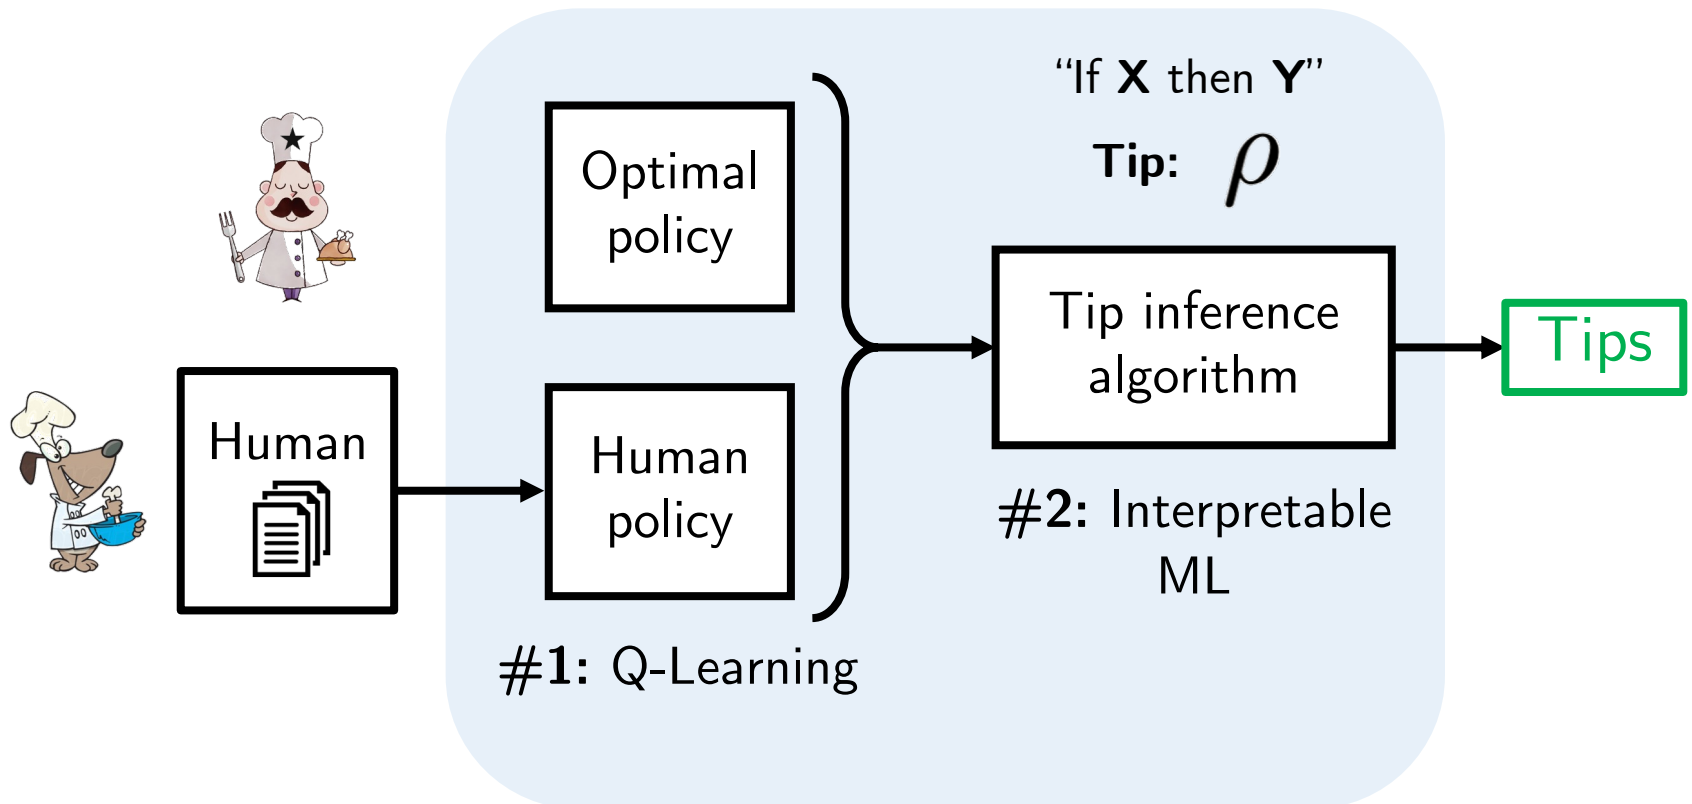 “If X then Y”
Tip: ρ
Optimal
policy
Tip inference
algorithm
Tips
Human
Human
policy
#2: Interpretable
ML
#1: Q-Learning